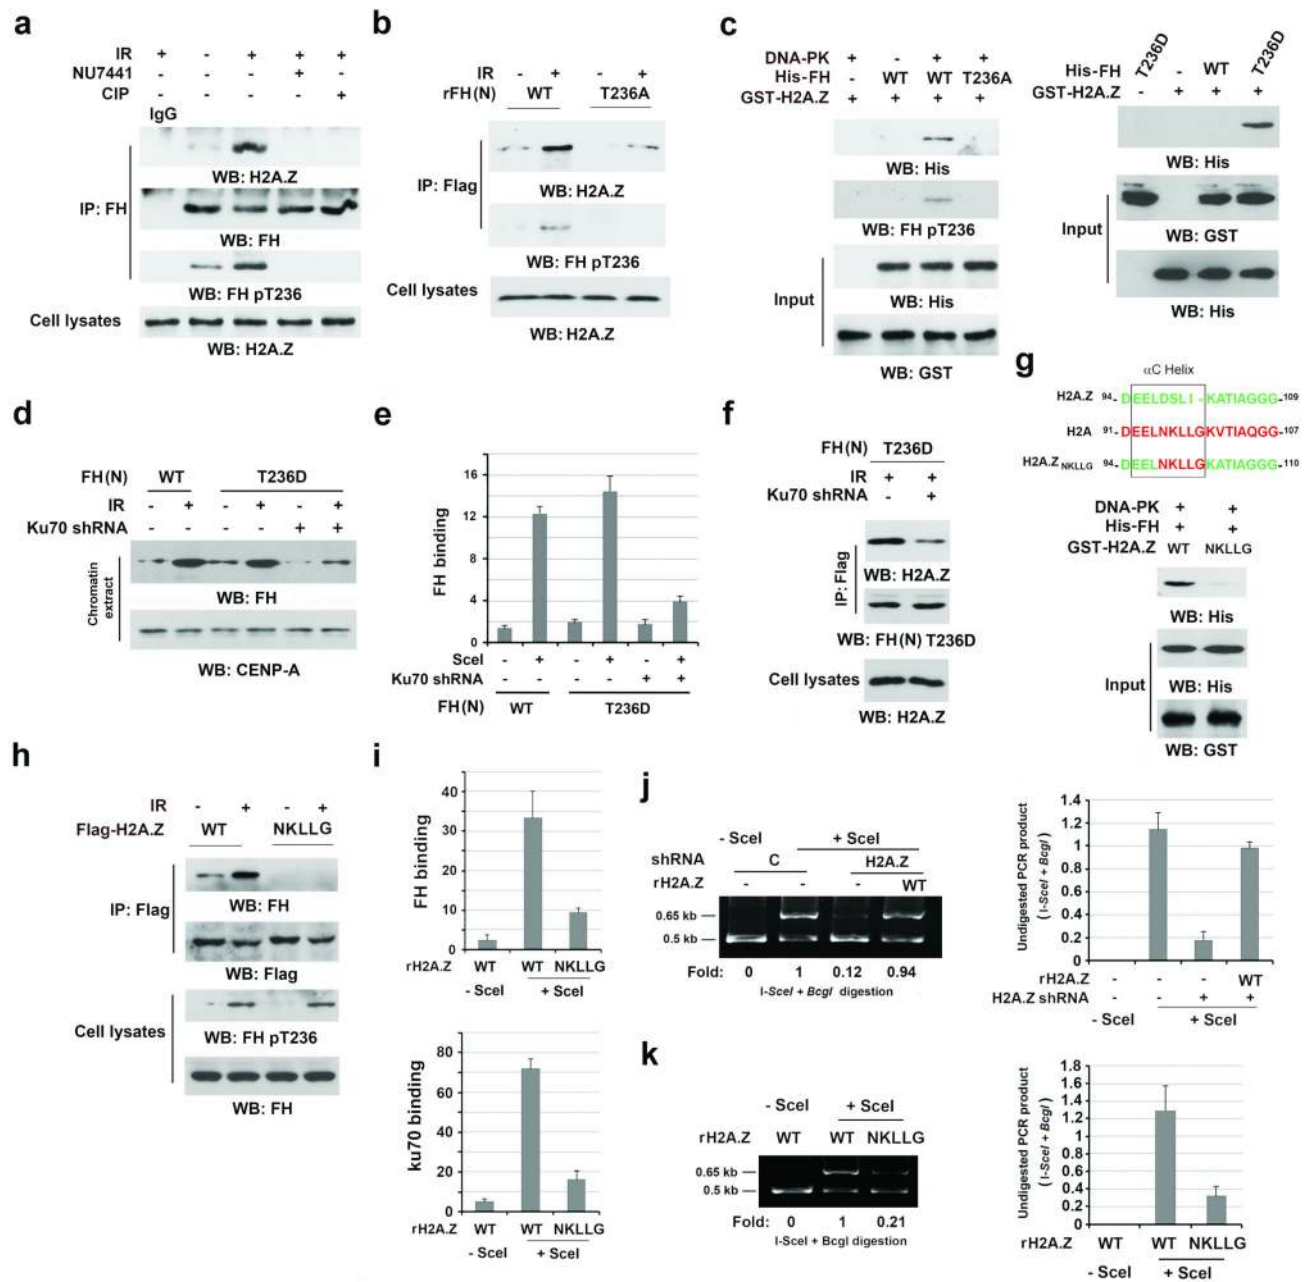 a
IR + - + + +
NU7441 - - - + -
CIP - - - - +
IgG
WB: H2A.Z
IP: FH
WB: FH
WB: FH pT236
Cell lysates
WB: H2A.Z
b
IR - + - +
rFH(N) WT T236A
IP: Flag
WB: H2A.Z
WB: FH pT236
Cell lysates
WB: H2A.Z
c
DNA-PK + - + +
His-FH - WT WT T236A
GST-H2A.Z + + + +
WB: His
WB: FH pT236
Input
WB: His
WB: GST
His-FH T236D - WT T236D
GST-H2A.Z - + + +
WB: His
Input
WB: GST
WB: His
d
FH(N) WT T236D
IR - + - + - +
Ku70 shRNA - - - - + +
Chromatin extract
WB: FH
WB: CENP-A
e
FH binding
16
12
8
4
0
SceI - + - + - +
Ku70 shRNA - - - - + +
FH(N) WT T236D
f
FH(N) T236D
IR + +
Ku70 shRNA - +
IP: Flag
WB: H2A.Z
WB: FH(N) T236D
Cell lysates
WB: H2A.Z
g
αC Helix
H2A.Z 94- DEELDSLI - KATIAGGG-109
H2A 91- DEELNKLLGKVTIAQGG-107
H2A.Z NKLLG 94- DEELNKLLGKATIAGGG-110
DNA-PK + +
His-FH + +
GST-H2A.Z WT NKLLG
WB: His
Input
WB: His
WB: GST
h
IR - + - +
Flag-H2A.Z WT NKLLG
IP: Flag
WB: FH
WB: Flag
Cell lysates
WB: FH pT236
WB: FH
i
FH binding
40
30
20
10
0
rH2A.Z WT WT NKLLG
- SceI + SceI
ku70 binding
80
60
40
20
0
rH2A.Z WT WT NKLLG
- SceI + SceI
j
- SceI + SceI
shRNA C H2A.Z
rH2A.Z - - - WT
0.65 kb
0.5 kb
Fold: 0 1 0.12 0.94
I-SceI + BcgI digestion
Undigested PCR product
( I-SceI + BcgI )
1.4
1.2
1
0.8
0.6
0.4
0.2
0
rH2A.Z - - - WT
H2A.Z shRNA - - + +
- SceI + SceI
k
- SceI + SceI
rH2A.Z WT WT NKLLG
0.65 kb
0.5 kb
Fold: 0 1 0.21
I-SceI + BcgI digestion
Undigested PCR product
( I-SceI + BcgI )
1.8
1.6
1.4
1.2
1
0.8
0.6
0.4
0.2
0
rH2A.Z WT WT NKLLG
- SceI + SceI